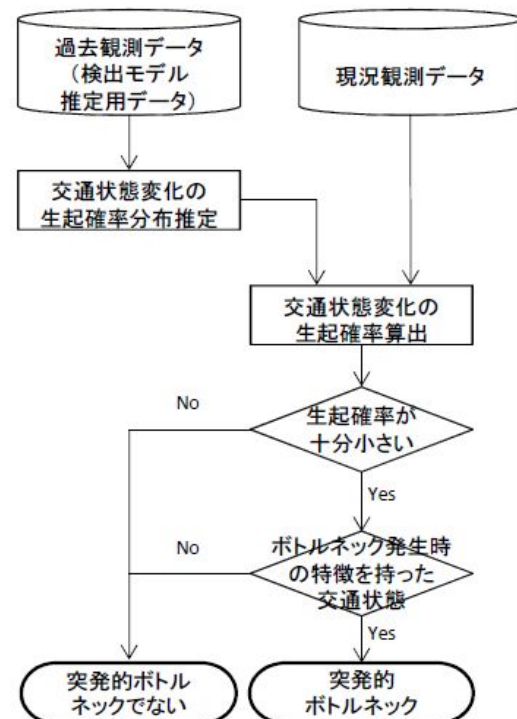 過去観測データ
(検出モデル
推定用データ)
現況観測データ
交通状態変化の
生起確率分布推定
交通状態変化の
生起確率算出
No
生起確率が
十分小さい
Yes
No
ボトルネック発生時
の特徴を持った
交通状態
Yes
突発的ボトル
ネックでない
突発的
ボトルネック